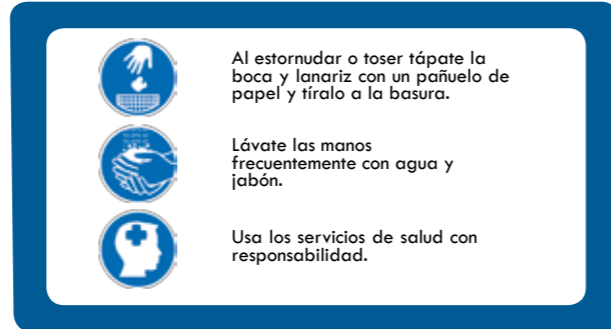 Al estornudar o toser tápate la
boca y lanariz con un pañuelo de
papel y tíralo a la basura.
Lávate las manos
frecuentemente con agua y
jabón.
Usa los servicios de salud con
responsabilidad.